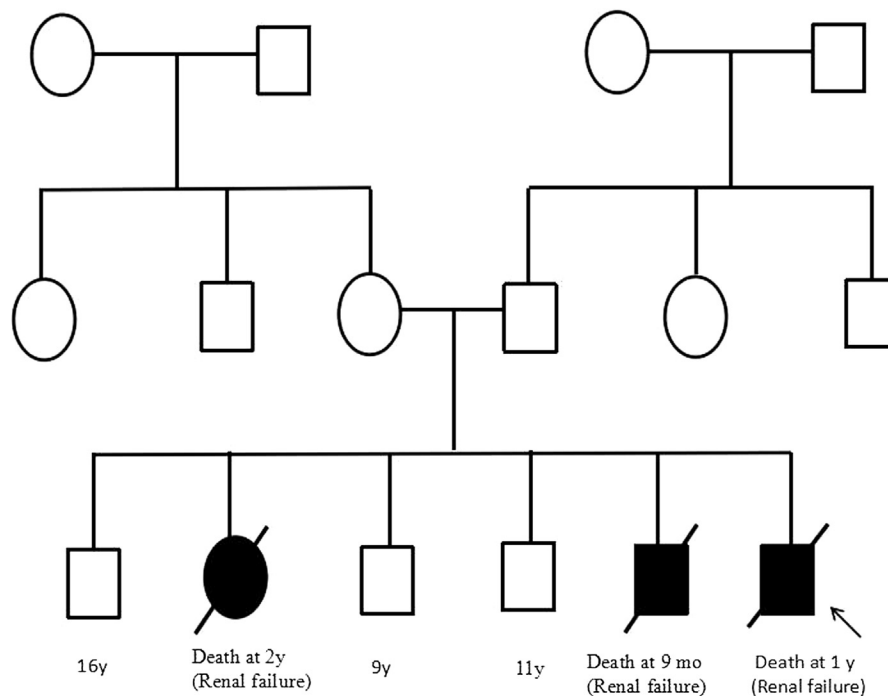 16y
Death at 2y
(Renal failure)
9y
11y
Death at 9 mo
(Renal failure)
Death at 1 y
(Renal failure)